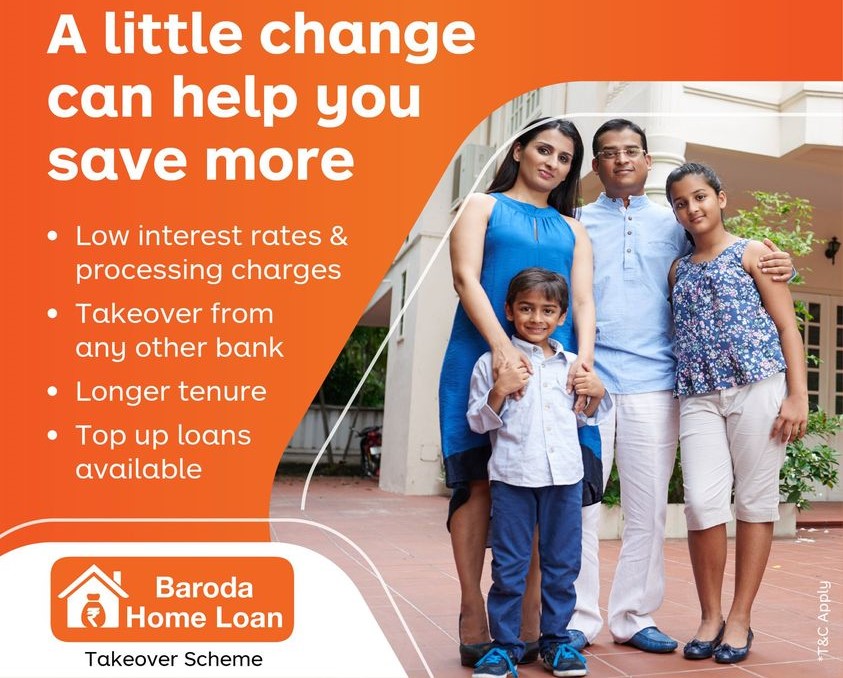 A little change
can help you
save more
• Low interest rates &
processing charges
• Takeover from
any other bank
• Longer tenure
• Top up loans
available
Baroda
Home Loan
Takeover Scheme
*T&C Apply